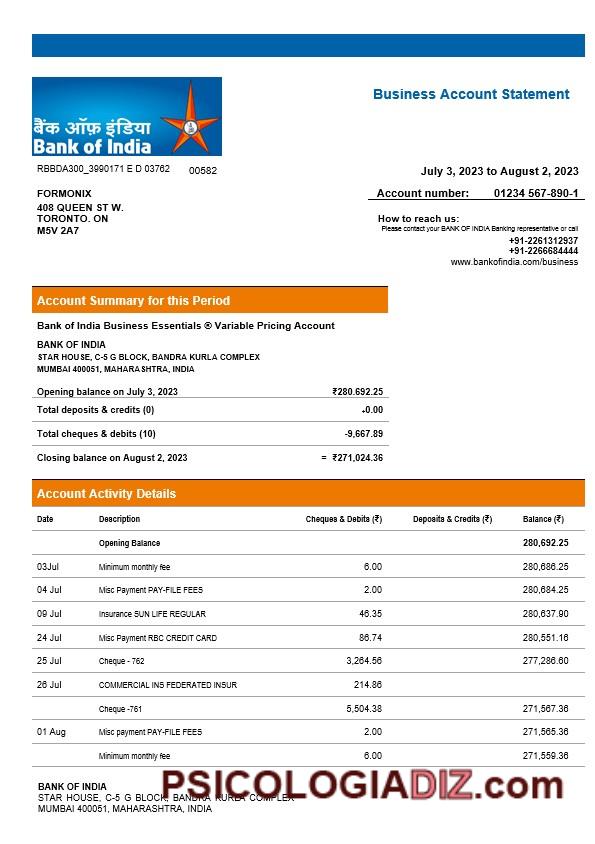 बैंक ऑफ़ इंडिया
Bank of India
Business Account Statement
RBBDA300_3990171 E D 03762 00582
July 3, 2023 to August 2, 2023
FORMONIX
408 QUEEN ST W.
TORONTO. ON
M5V 2A7
Account number: 01234 567-890-1
How to reach us:
Please contact your BANK OF INDIA Banking representative or call
+91-2261312937
+91-2266684444
www.bankofindia.com/business
Account Summary for this Period
Bank of India Business Essentials ® Variable Pricing Account
BANK OF INDIA
STAR HOUSE, C-5 G BLOCK, BANDRA KURLA COMPLEX
MUMBAI 400051, MAHARASHTRA, INDIA
Opening balance on July 3, 2023 ₹280.692.25
Total deposits & credits (0) +0.00
Total cheques & debits (10) -9,667.89
Closing balance on August 2, 2023 = ₹271,024.36
Account Activity Details
Date Description Cheques & Debits (₹) Deposits & Credits (₹) Balance (₹)
Opening Balance 280,692.25
03Jul Minimum monthly fee 6.00 280,686.25
04 Jul Misc Payment PAY-FILE FEES 2.00 280,684.25
09 Jul Insurance SUN LIFE REGULAR 46.35 280,637.90
24 Jul Misc Payment RBC CREDIT CARD 86.74 280,551.16
25 Jul Cheque - 762 3,264.56 277,286.60
26 Jul COMMERCIAL INS FEDERATED INSUR 214.86
Cheque -761 5,504.38 271,567.36
01 Aug Misc payment PAY-FILE FEES 2.00 271,565.36
Minimum monthly fee 6.00 271,559.36
BANK OF INDIA
STAR HOUSE, C-5 G BLOCK, BANDRA KURLA COMPLEX
MUMBAI 400051, MAHARASHTRA, INDIA
PSICOLOGIADIZ.com